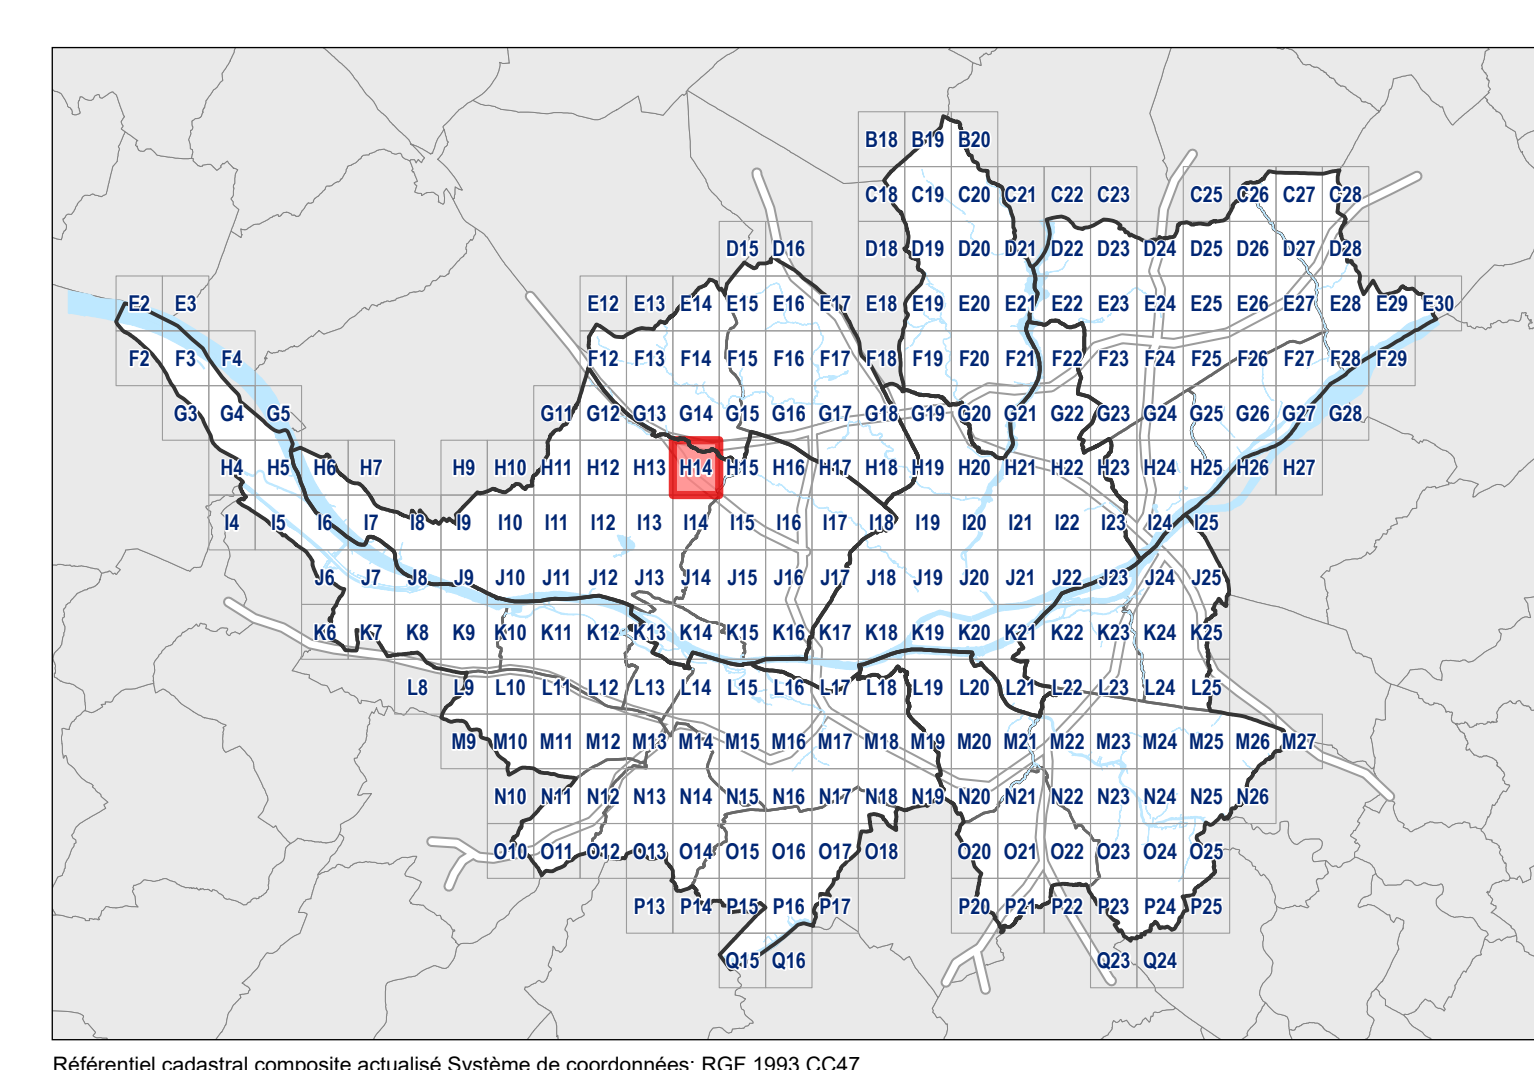 B18 B19 B20
C18 C19 C20 C21 C22 C23 C25 C26 C27 C28
D15 D16 D18 D19 D20 D21 D22 D23 D24 D25 D26 D27 D28
E2 E3 E12 E13 E14 E15 E16 E17 E18 E19 E20 E21 E22 E23 E24 E25 E26 E27 E28 E29 E30
F2 F3 F4 F12 F13 F14 F15 F16 F17 F18 F19 F20 F21 F22 F23 F24 F25 F26 F27 F28 F29
G3 G4 G5 G11 G12 G13 G14 G15 G16 G17 G18 G19 G20 G21 G22 G23 G24 G25 G26 G27 G28
H4 H5 H6 H7 H9 H10 H11 H12 H13 H14 H15 H16 H17 H18 H19 H20 H21 H22 H23 H24 H25 H26 H27
I4 I5 I6 I7 I8 I9 I10 I11 I12 I13 I14 I15 I16 I17 I18 I19 I20 I21 I22 I23 I24 I25
J6 J7 J8 J9 J10 J11 J12 J13 J14 J15 J16 J17 J18 J19 J20 J21 J22 J23 J24 J25
K6 K7 K8 K9 K10 K11 K12 K13 K14 K15 K16 K17 K18 K19 K20 K21 K22 K23 K24 K25
L8 L9 L10 L11 L12 L13 L14 L15 L16 L17 L18 L19 L20 L21 L22 L23 L24 L25
M9 M10 M11 M12 M13 M14 M15 M16 M17 M18 M19 M20 M21 M22 M23 M24 M25 M26 M27
N10 N11 N12 N13 N14 N15 N16 N17 N18 N19 N20 N21 N22 N23 N24 N25 N26
O10 O11 O12 O13 O14 O15 O16 O17 O18 O20 O21 O22 O23 O24 O25
P13 P14 P15 P16 P17 P20 P21 P22 P23 P24 P25
Q15 Q16 Q23 Q24
Référentiel cadastral composite actualisé Système de coordonnées: RGF 1993 CC47